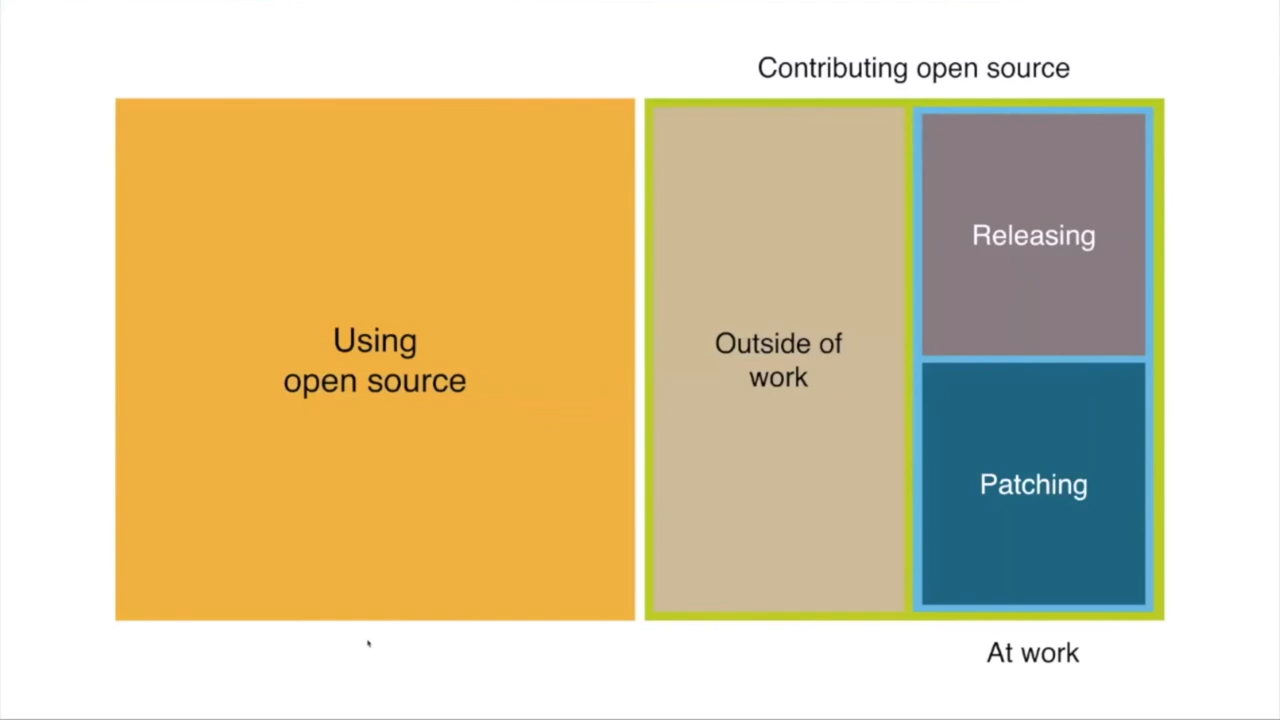 Contributing open source
Using
open source
Outside of
work
Releasing
Patching
At work